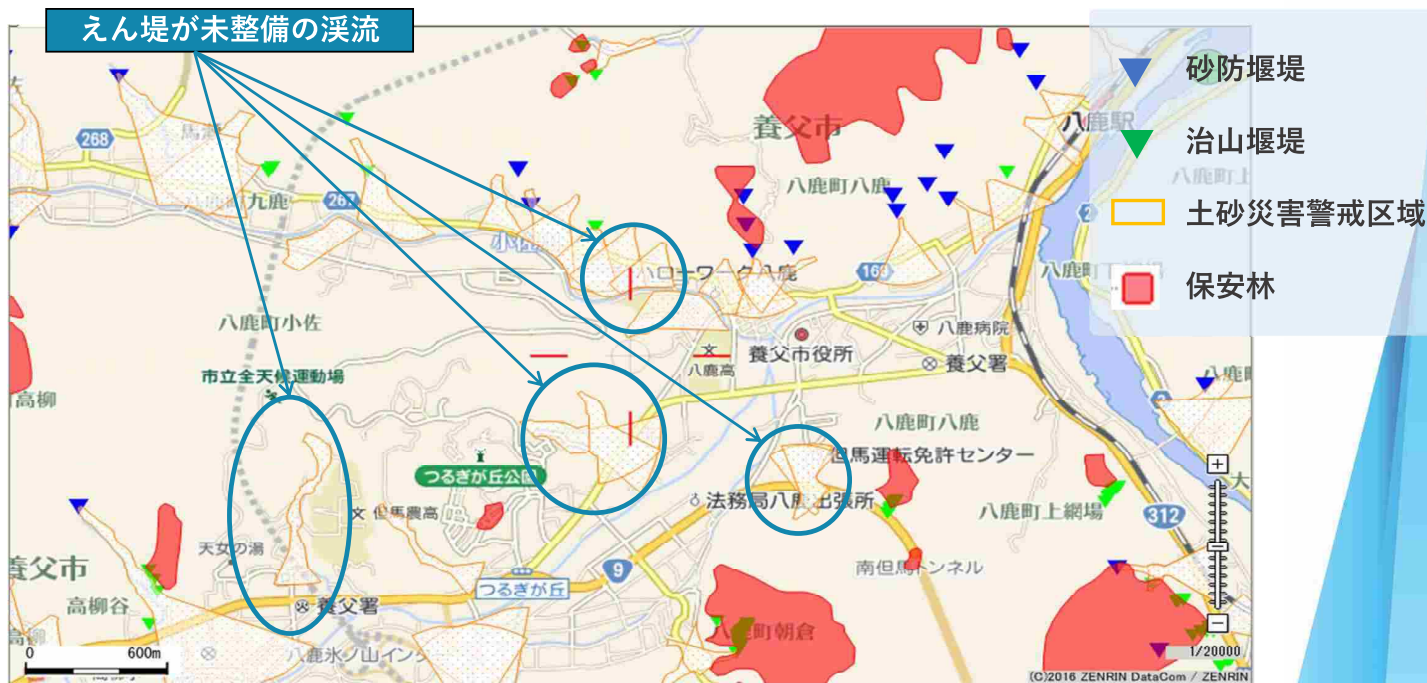 えん堤が未整備の渓流
砂防堰堤
治山堰堤
土砂災害警戒区域
保安林
268
267
九鹿
養父市
八鹿駅
八鹿町八鹿
ハローワーク八鹿
169
八鹿町小佐
八鹿病院
養父市役所
養父署
八鹿高
市立全天候運動場
高柳
八鹿町八鹿
但馬運転免許センター
つるぎが丘公園
法務局八鹿出張所
八鹿町上網場
312
但馬農高
天女の湯
9
南但馬トンネル
養父市
つるぎが丘
高柳谷
養父署
八鹿町朝倉
八鹿氷ノ山イン
0 600m
1/20000
(C)2016 ZENRIN DataCom / ZENRIN